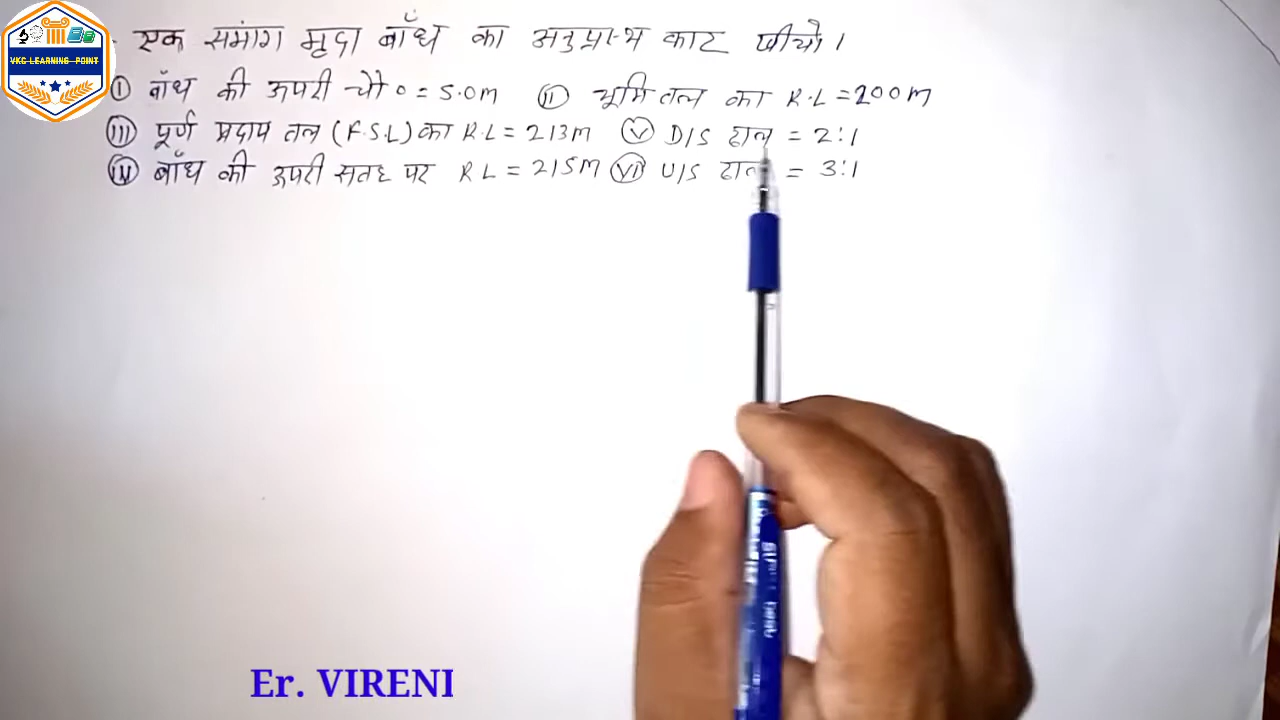 VKG LEARNING POINT
एक समांग मृदा बाँध का अनुप्रस्थ काट खींचो।
Ⓘ बाँध की ऊपरी चौ० = 5.0m Ⓘⓘ भूमि तल का R.L = 200m
ⒾⒾⒾ पूर्ण प्रदाय तल (F.S.L) का R.L = 213m Ⓥ D/S ढाल = 2:1
ⒾⓋ बाँध की ऊपरी सतह पर RL = 215m ⓋⒾ U/S ढाल = 3:1
Er. VIRENI